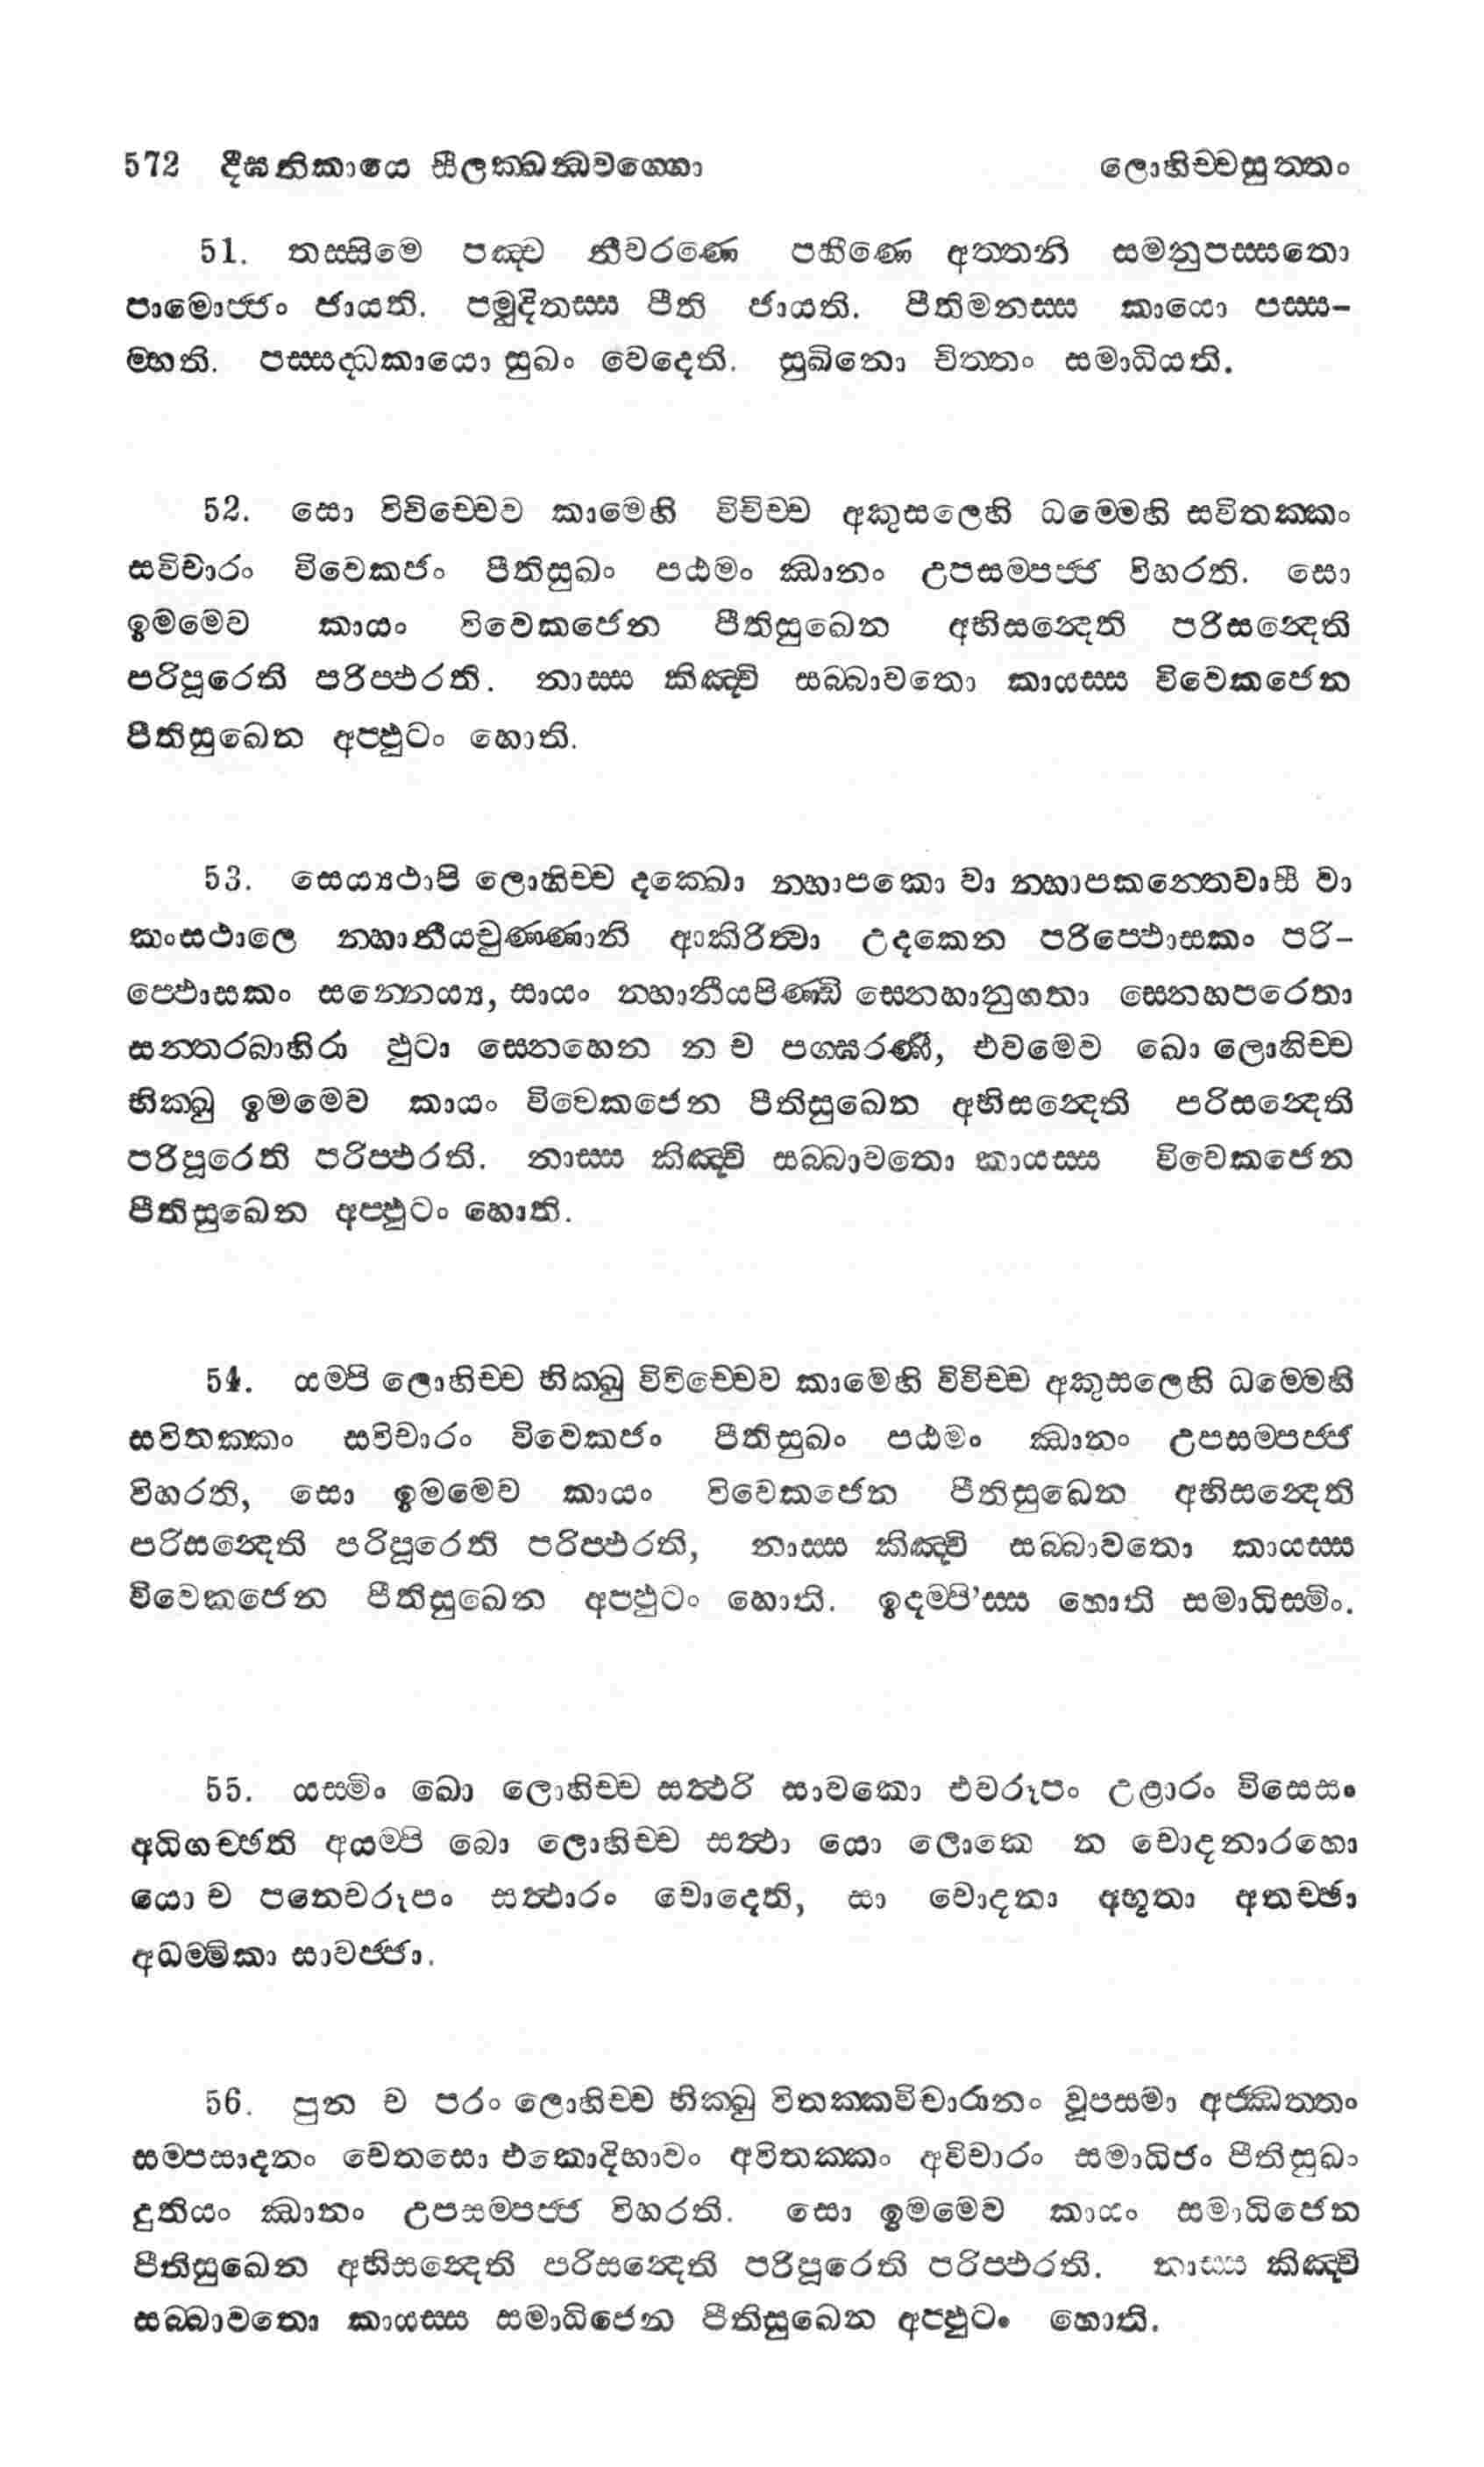 572 දීඝනිකායෙ සීලක්ඛන්ධවග්ගො ලොහිච්චසුත්තං
51. තස්සිමෙ පඤ්ච නීවරණෙ පහීණෙ අත්තනි සමනුපස්සතො
පාමොජ්ජං ජායති. පමුදිතස්ස පීති ජායති. පීතිමනස්ස කායො පස්ස-
ම්භති. පස්සද්ධකායො සුඛං වෙදෙති. සුඛිනො චිත්තං සමාධියති.
52. සො විවිච්චෙව කාමෙහි විවිච්ච අකුසලෙහි ධම්මෙහි සවිතක්කං
සවිචාරං විවෙකජං පීතිසුඛං පඨමං ඣානං උපසම්පජ්ජ විහරති. සො
ඉමමෙව කායං විවෙකජෙන පීතිසුඛෙන අභිසන්දෙති පරිසන්දෙති
පරිපූරෙති පරිප්ඵරති. නාස්ස කිඤ්චි සබ්බාවතො කායස්ස විවෙකජෙන
පීතිසුඛෙන අප්ඵුටං හොති.
53. සෙය්‍යථාපි ලොහිච්ච දක්ඛො නහාපකො වා නහාපකන්තෙවාසී වා
කංසථාලෙ නහානීයචුණ්ණානි ආකිරිත්වා උදකෙන පරිප්ඵොසකං පරි-
ප්ඵොසකං සන්නෙය්‍ය, සායං නහානීයපිණ්ඩි සෙනහානුගතා සෙනහපරෙතා
සන්තරබාහිරා ඵුටා සෙනහෙන න ච පග්ඝරණී, එවමෙව ඛො ලොහිච්ච
භික්ඛු ඉමමෙව කායං විවෙකජෙන පීතිසුඛෙන අභිසන්දෙති පරිසන්දෙති
පරිපූරෙති පරිප්ඵරති. නාස්ස කිඤ්චි සබ්බාවතො කායස්ස විවෙකජෙන
පීතිසුඛෙන අප්ඵුටං හොති.
54. යම්පි ලොහිච්ච භික්ඛු විවිච්චෙව කාමෙහි විවිච්ච අකුසලෙහි ධම්මෙහි
සවිතක්කං සවිචාරං විවෙකජං පීතිසුඛං පඨමං ඣානං උපසම්පජ්ජ
විහරති, සො ඉමමෙව කායං විවෙකජෙන පීතිසුඛෙන අභිසන්දෙති
පරිසන්දෙති පරිපූරෙති පරිප්ඵරති, නාස්ස කිඤ්චි සබ්බාවතො කායස්ස
විවෙකජෙන පීතිසුඛෙන අප්ඵුටං හොති. ඉදම්පි'ස්ස හොති සමාධිස්මිං.
55. යස්මිං ඛො ලොහිච්ච සත්ථරි සාවකො එවරූපං උළාරං විසෙසං
අධිගච්ඡති අයම්පි ඛො ලොහිච්ච සත්ථා යො ලොකෙ න චොදනාරහො
යො ච පනෙවරූපං සත්ථාරං චොදෙති, සා චොදනා අභූතා අතච්ඡා
අධම්මිකා සාවජ්ජා.
56. පුන ච පරං ලොහිච්ච භික්ඛු විතක්කවිචාරානං වූපසමා අජ්ඣත්තං
සම්පසාදනං චෙතසො එකොදිභාවං අවිතක්කං අවිචාරං සමාධිජං පීතිසුඛං
දුතියං ඣානං උපසම්පජ්ජ විහරති. සො ඉමමෙව කායං සමාධිජෙන
පීතිසුඛෙන අභිසන්දෙති පරිසන්දෙති පරිපූරෙති පරිප්ඵරති. නාස්ස කිඤ්චි
සබ්බාවතො කායස්ස සමාධිජෙන පීතිසුඛෙන අප්ඵුටං හොති.